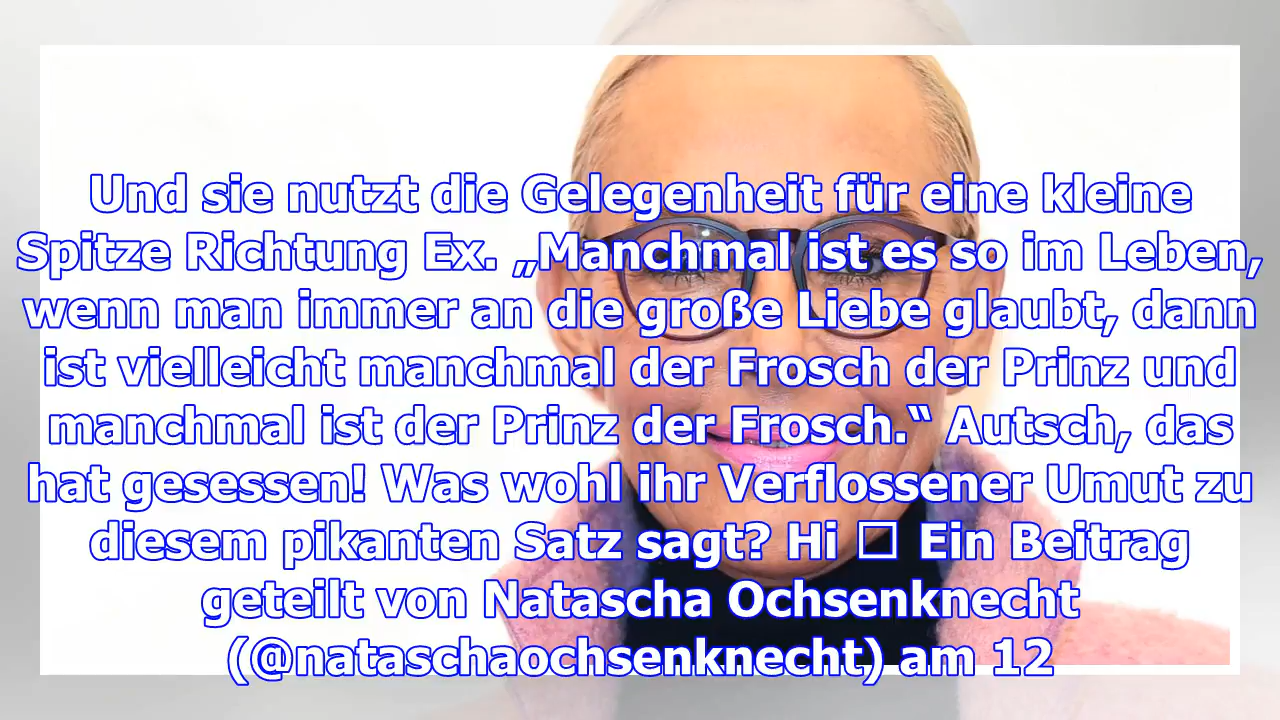 Und sie nutzt die Gelegenheit für eine kleine
Spitze Richtung Ex. „Manchmal ist es so im Leben,
wenn man immer an die große Liebe glaubt, dann
ist vielleicht manchmal der Frosch der Prinz und
manchmal ist der Prinz der Frosch.“ Autsch, das
hat gesessen! Was wohl ihr Verflossener Umut zu
diesem pikanten Satz sagt? Hi □ Ein Beitrag
geteilt von Natascha Ochsenknecht
(@nataschaochsenknecht) am 12